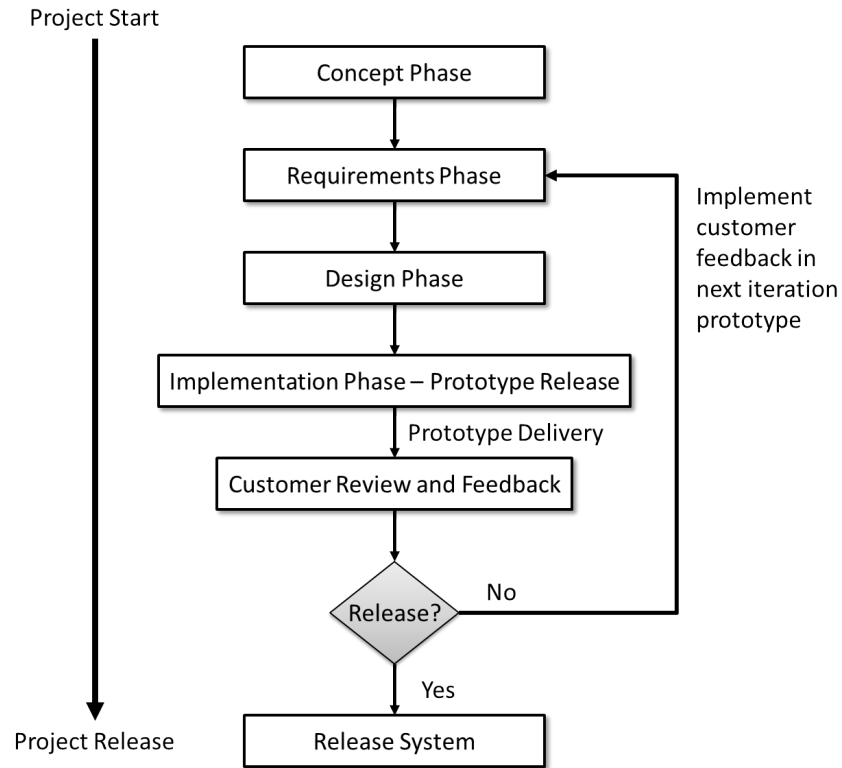 Project Start
Concept Phase
Requirements Phase
Implement
customer
feedback in
next iteration
prototype
Design Phase
Implementation Phase – Prototype Release
Prototype Delivery
Customer Review and Feedback
Release?
No
Yes
Project Release
Release System